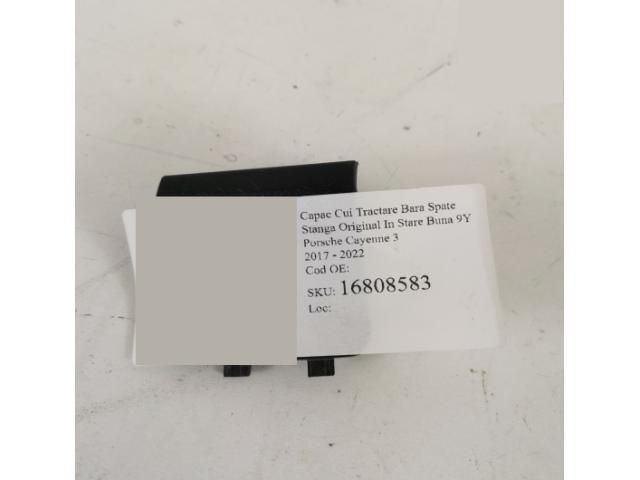 Capac Cui Tractare Bara Spate
Stanga Original In Stare Buna 9Y
Porsche Cayenne 3
2017 - 2022
Cod OE:
SKU: 16808583
Loc: